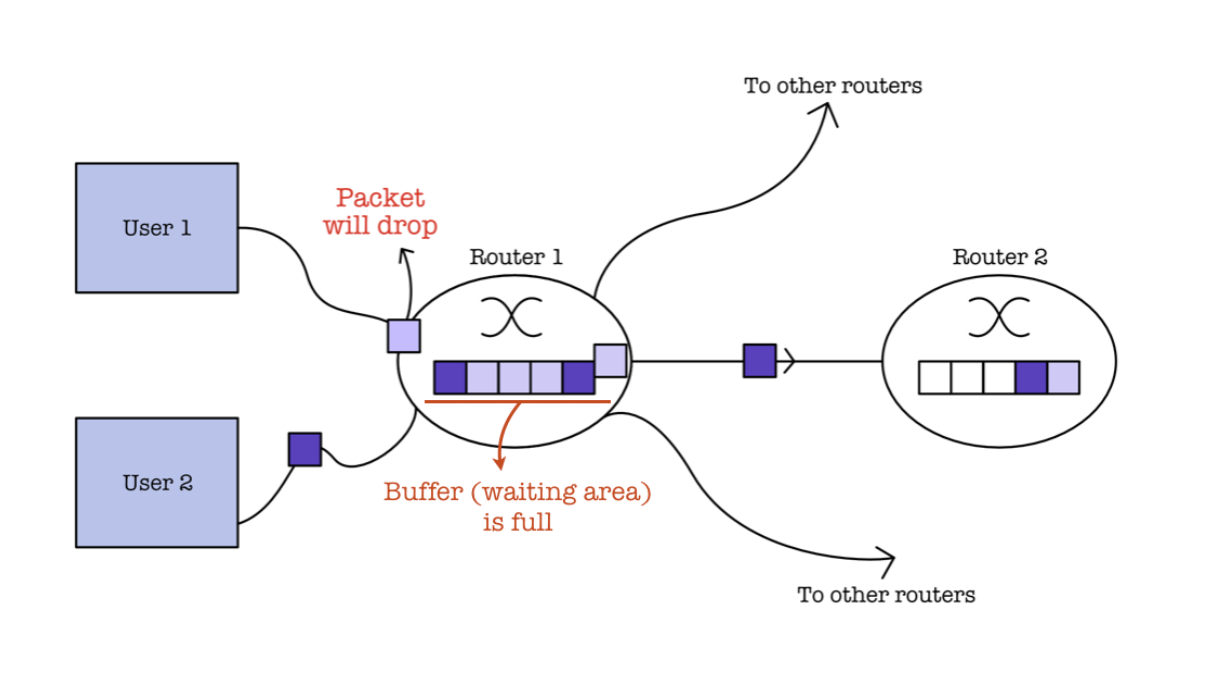 To other routers
User 1
Packet
will drop
Router 1
Router 2
User 2
Buffer (waiting area)
is full
To other routers